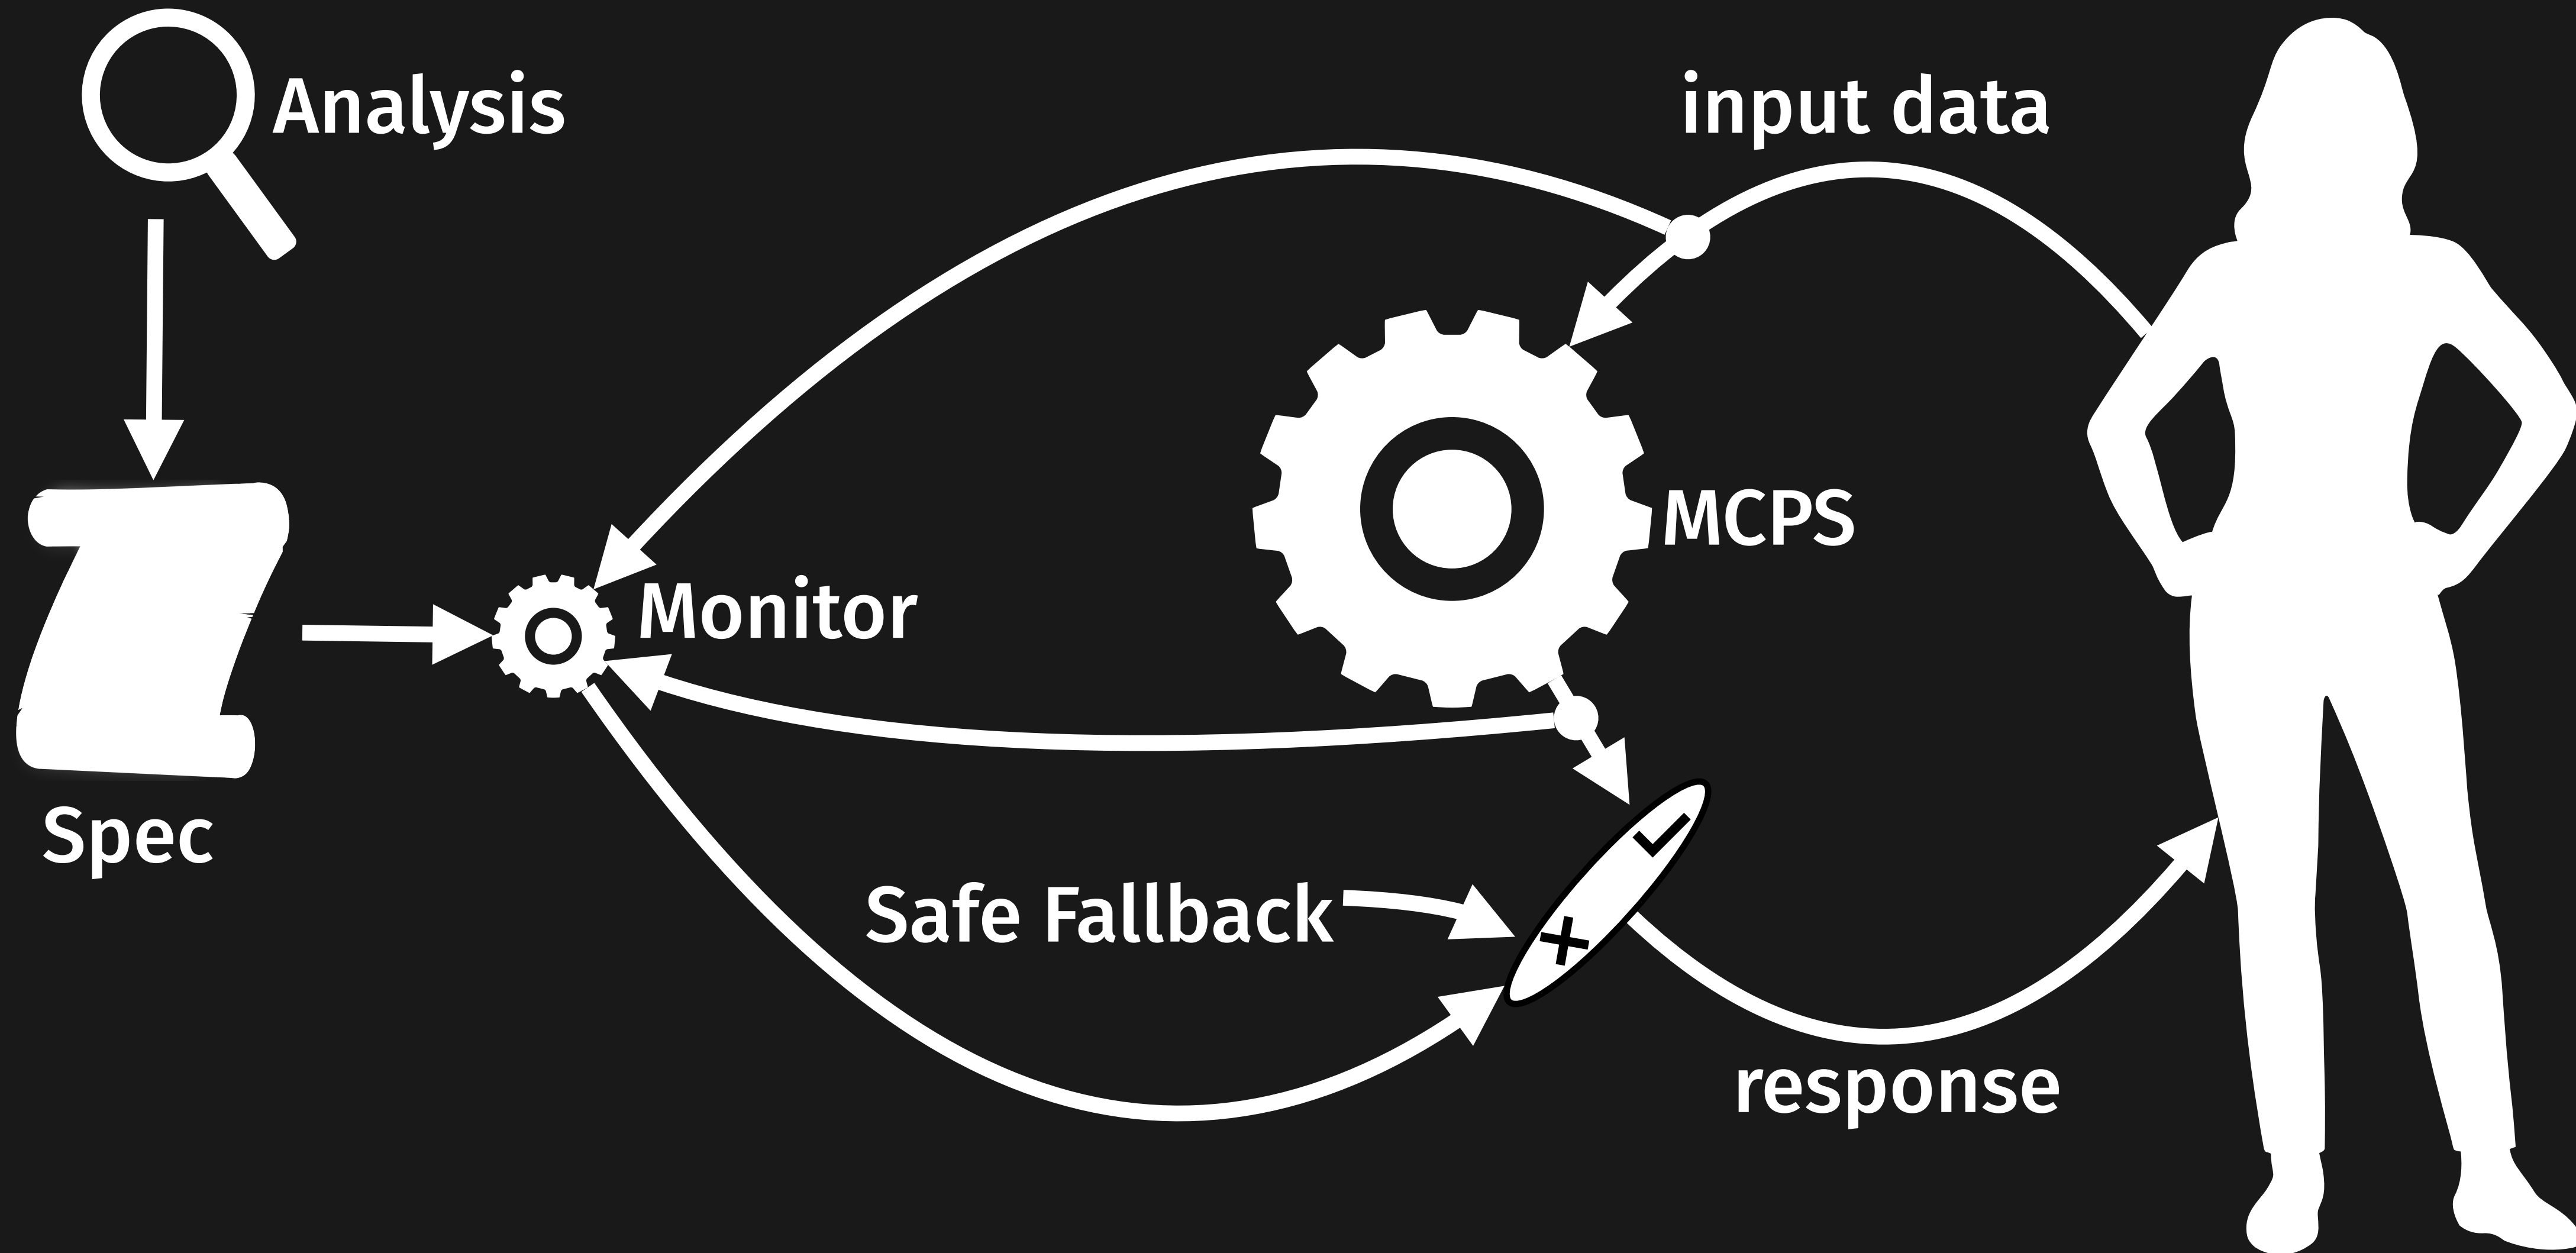 Analysis
input data
MCPS
Monitor
Spec
Safe Fallback
response